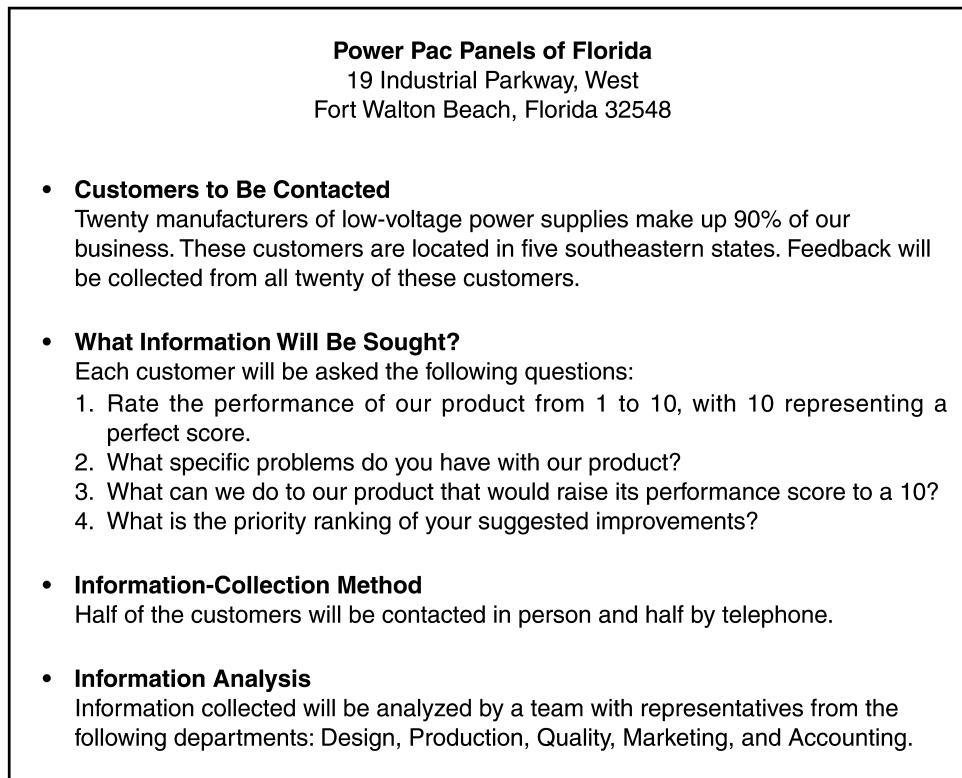 Power Pac Panels of Florida
19 Industrial Parkway, West
Fort Walton Beach, Florida 32548
• Customers to Be Contacted
Twenty manufacturers of low-voltage power supplies make up 90% of our
business. These customers are located in five southeastern states. Feedback will
be collected from all twenty of these customers.
• What Information Will Be Sought?
Each customer will be asked the following questions:
1. Rate the performance of our product from 1 to 10, with 10 representing a
perfect score.
2. What specific problems do you have with our product?
3. What can we do to our product that would raise its performance score to a 10?
4. What is the priority ranking of your suggested improvements?
• Information-Collection Method
Half of the customers will be contacted in person and half by telephone.
• Information Analysis
Information collected will be analyzed by a team with representatives from the
following departments: Design, Production, Quality, Marketing, and Accounting.